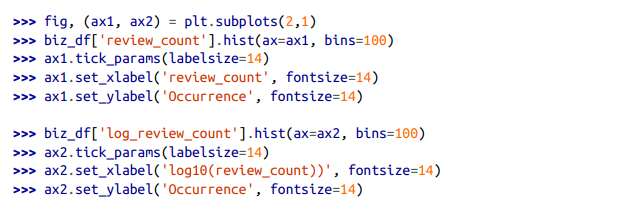 >>> fig, (ax1, ax2) = plt.subplots(2,1)
>>> biz_df['review_count'].hist(ax=ax1, bins=100)
>>> ax1.tick_params(labelsize=14)
>>> ax1.set_xlabel('review_count', fontsize=14)
>>> ax1.set_ylabel('Occurrence', fontsize=14)

>>> biz_df['log_review_count'].hist(ax=ax2, bins=100)
>>> ax2.tick_params(labelsize=14)
>>> ax2.set_xlabel('log10(review_count))', fontsize=14)
>>> ax2.set_ylabel('Occurrence', fontsize=14)